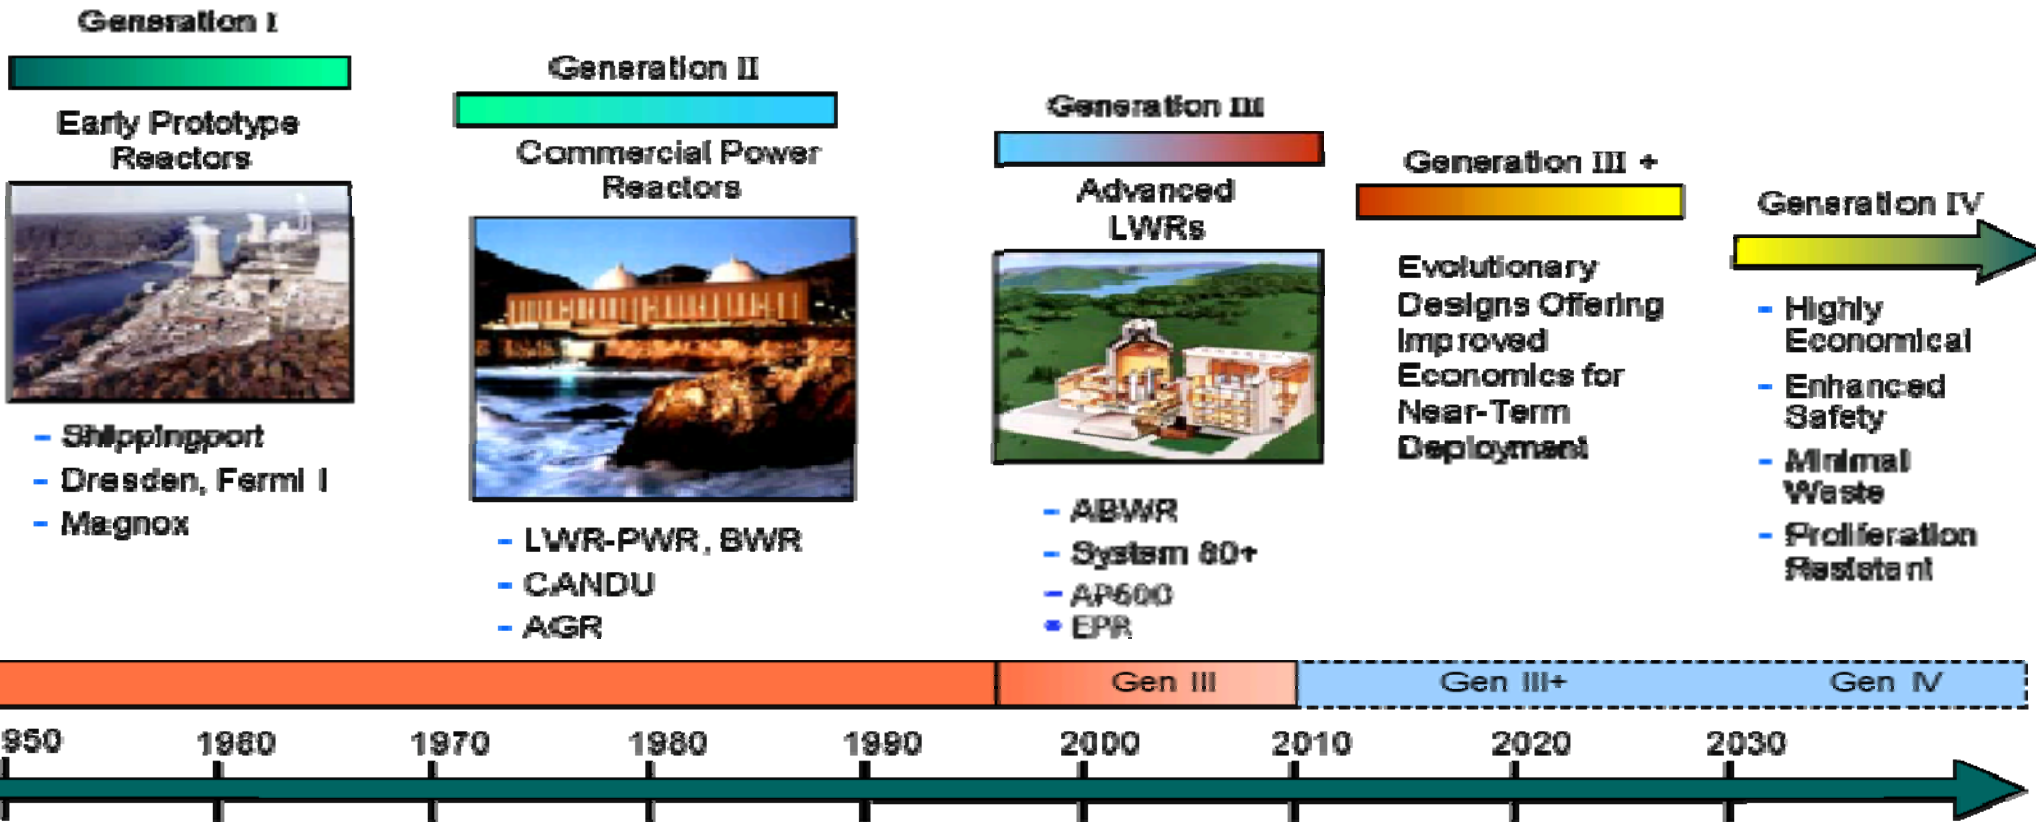 Generation I
Early Prototype
Reactors
- Shippingport
- Dresden, Fermi I
- Magnox
Generation II
Commercial Power
Reactors
- LWR-PWR, BWR
- CANDU
- AGR
Generation III
Advanced
LWRs
- ABWR
- System 80+
- AP600
• EPR
Generation III +
Evolutionary
Designs Offering
Improved
Economics for
Near-Term
Deployment
Generation IV
- Highly
Economical
- Enhanced
Safety
- Minimal
Waste
- Proliferation
Resistant
Gen III
Gen III+
Gen IV
950
1960
1970
1980
1990
2000
2010
2020
2030